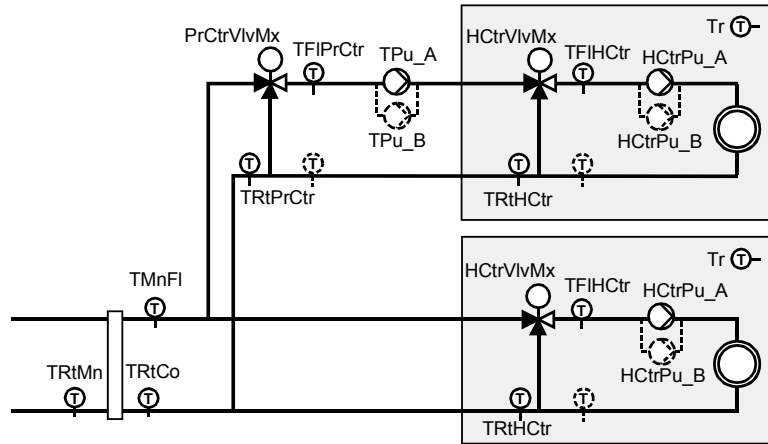 PrCtrVlvMx
TFlPrCtr
TPu_A
HCtrVlvMx
TFlHCtr
HCtrPu_A
Tr T
T
T
TPu_B
HCtrPu_B
T
T
T
T
TRtPrCtr
TRtHCtr
HCtrVlvMx
TFlHCtr
HCtrPu_A
Tr T
TMnFl
T
T
TRtMn
TRtCo
HCtrPu_B
T
T
T
T
TRtHCtr